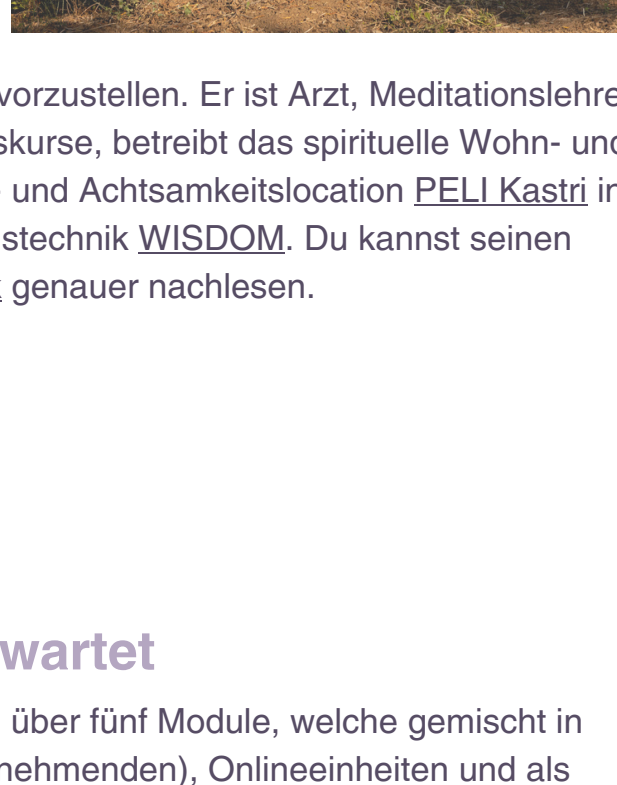 vorzustellen. Er ist Arzt, Meditationslehre
skurse, betreibt das spirituelle Wohn- und
und Achtsamkeitslocation PELI Kastri in
stechnik WISDOM. Du kannst seinen
genauer nachlesen.
wartet
über fünf Module, welche gemischt in
nehmenden), Onlineeinheiten und als